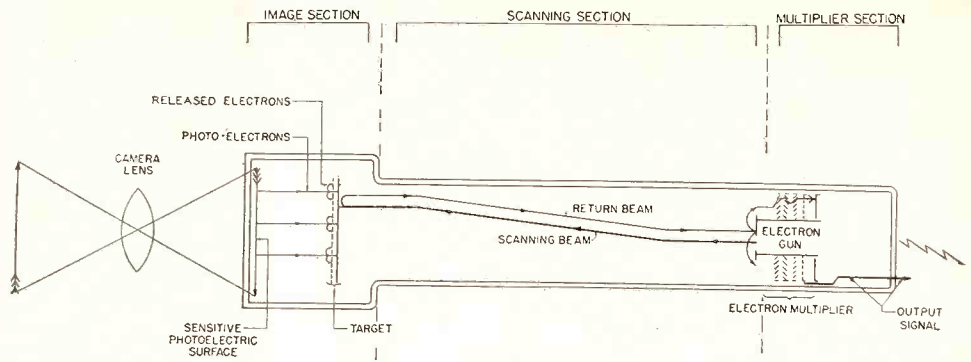 IMAGE SECTION
SCANNING SECTION
MULTIPLIER SECTION
RELEASED ELECTRONS
PHOTO-ELECTRONS
CAMERA
LENS
RETURN BEAM
SCANNING BEAM
ELECTRON
GUN
ELECTRON MULTIPLIER
OUTPUT
SIGNAL
SENSITIVE
PHOTOELECTRIC
SURFACE
TARGET